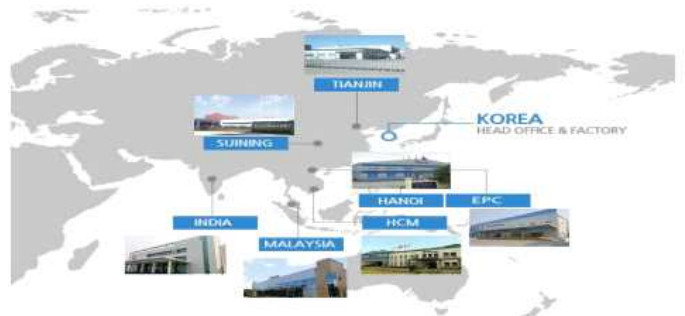 TIANJIN
KOREA
HEAD OFFICE & FACTORY
SUINING
HANOI
EPC
INDIA
HCM
MALAYSIA